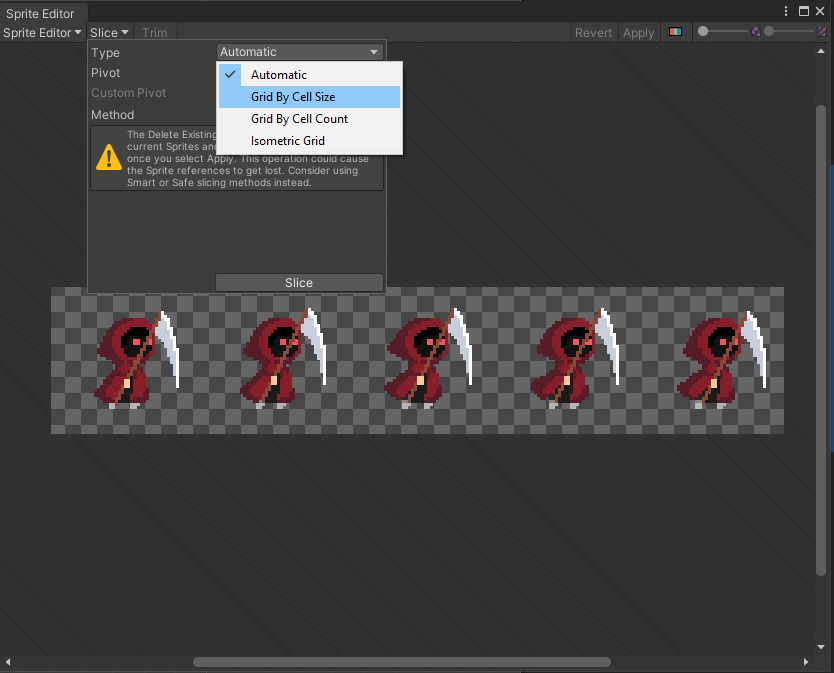 Sprite Editor
Sprite Editor Slice Trim Revert Apply
Type Automatic
Pivot
Custom Pivot
Method
Automatic
Grid By Cell Size
Grid By Cell Count
Isometric Grid
The Delete Existing
current Sprites and
once you select Apply. This operation could cause
the Sprite references to get lost. Consider using
Smart or Safe slicing methods instead.
Slice